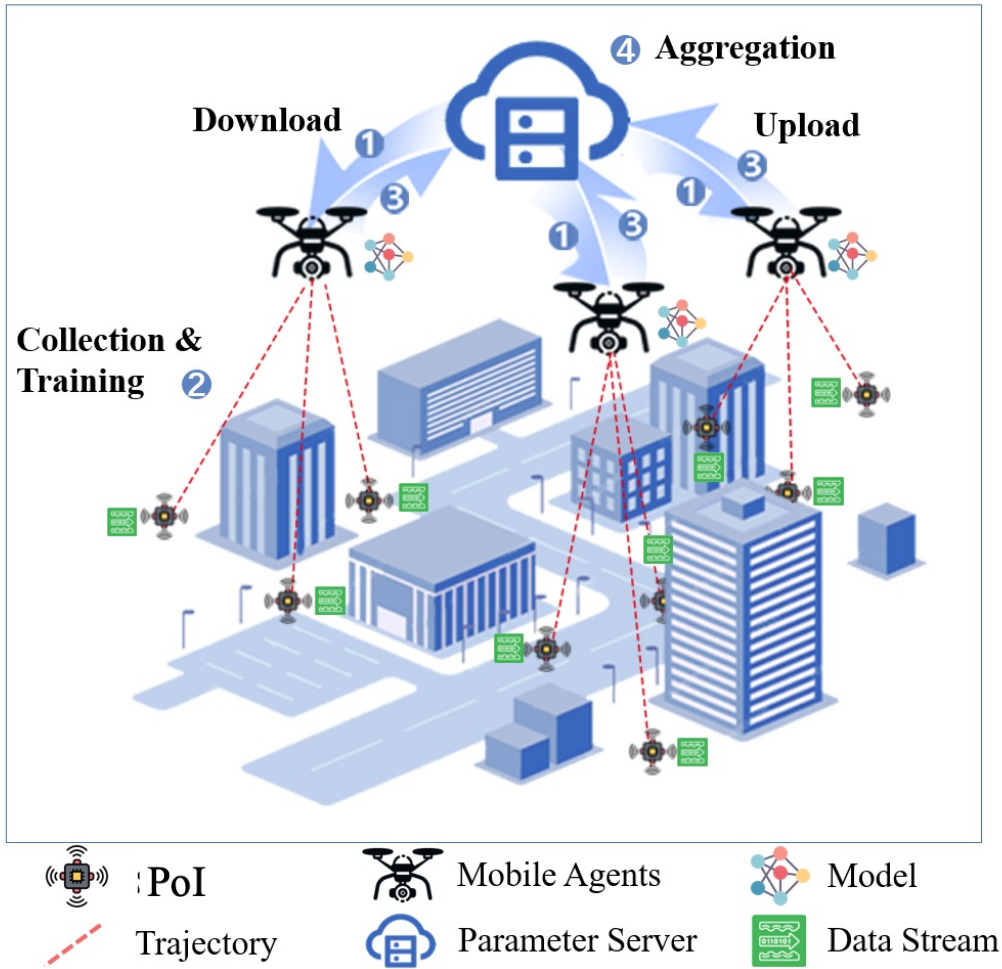 4 Aggregation
Download
Upload
1
3
1
3
1
3
Collection &
Training 2
: PoI
Mobile Agents
Model
Trajectory
Parameter Server
0110101
Data Stream